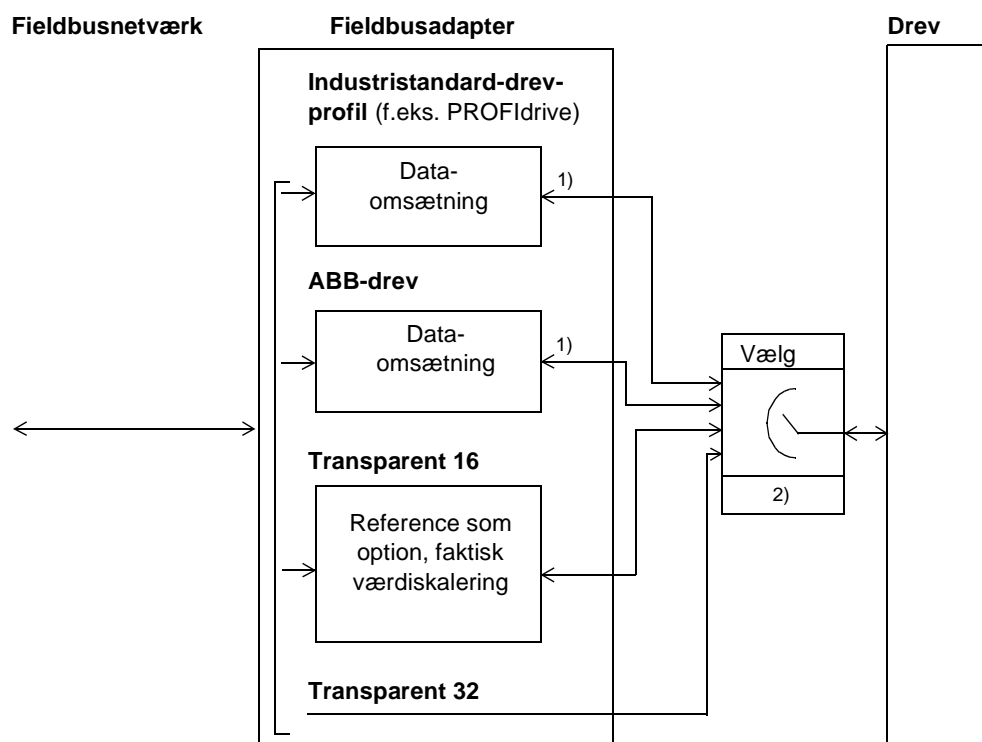 Fieldbusnetværk
Fieldbusadapter
Drev
Industristandard-drev-
profil (f.eks. PROFIdrive)
Data-
omsætning
1)
ABB-drev
Data-
omsætning
1)
Vælg
2)
Transparent 16
Reference som
option, faktisk
værdiskalering
Transparent 32